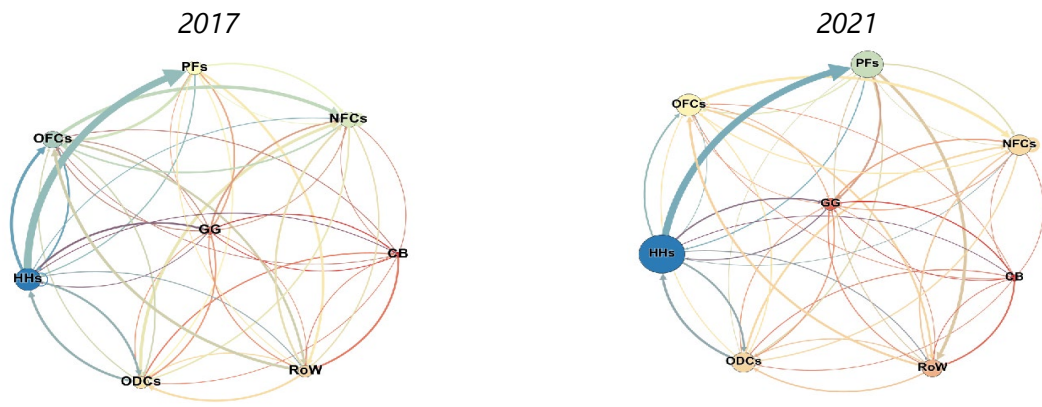 2017
PFs
OFCs
NFCs
GG
CB
HHs
ODCs
RoW
2021
PFs
OFCs
NFCs
GG
HHs
CB
ODCs
RoW